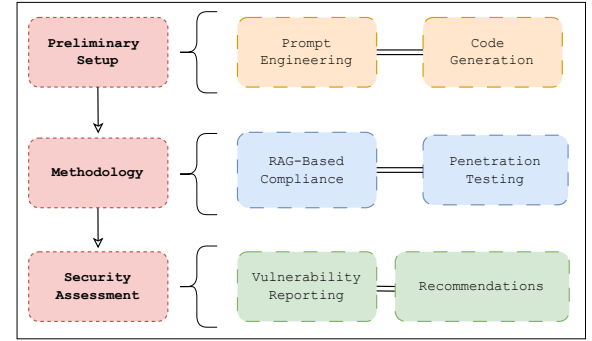 Preliminary
Setup
Prompt
Engineering
Code
Generation
Methodology
RAG-Based
Compliance
Penetration
Testing
Security
Assessment
Vulnerability
Reporting
Recommendations